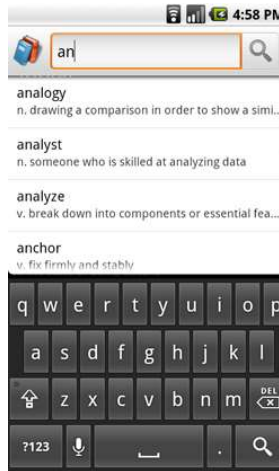 4:58 PM
an
analogy
n. drawing a comparison in order to show a simi..
analyst
n. someone who is skilled at analyzing data
analyze
v. break down into components or essential fea...
anchor
v. fix firmly and stably
q w e r t y u i o p
a s d f g h j k l
z x c v b n m DEL
?123 .